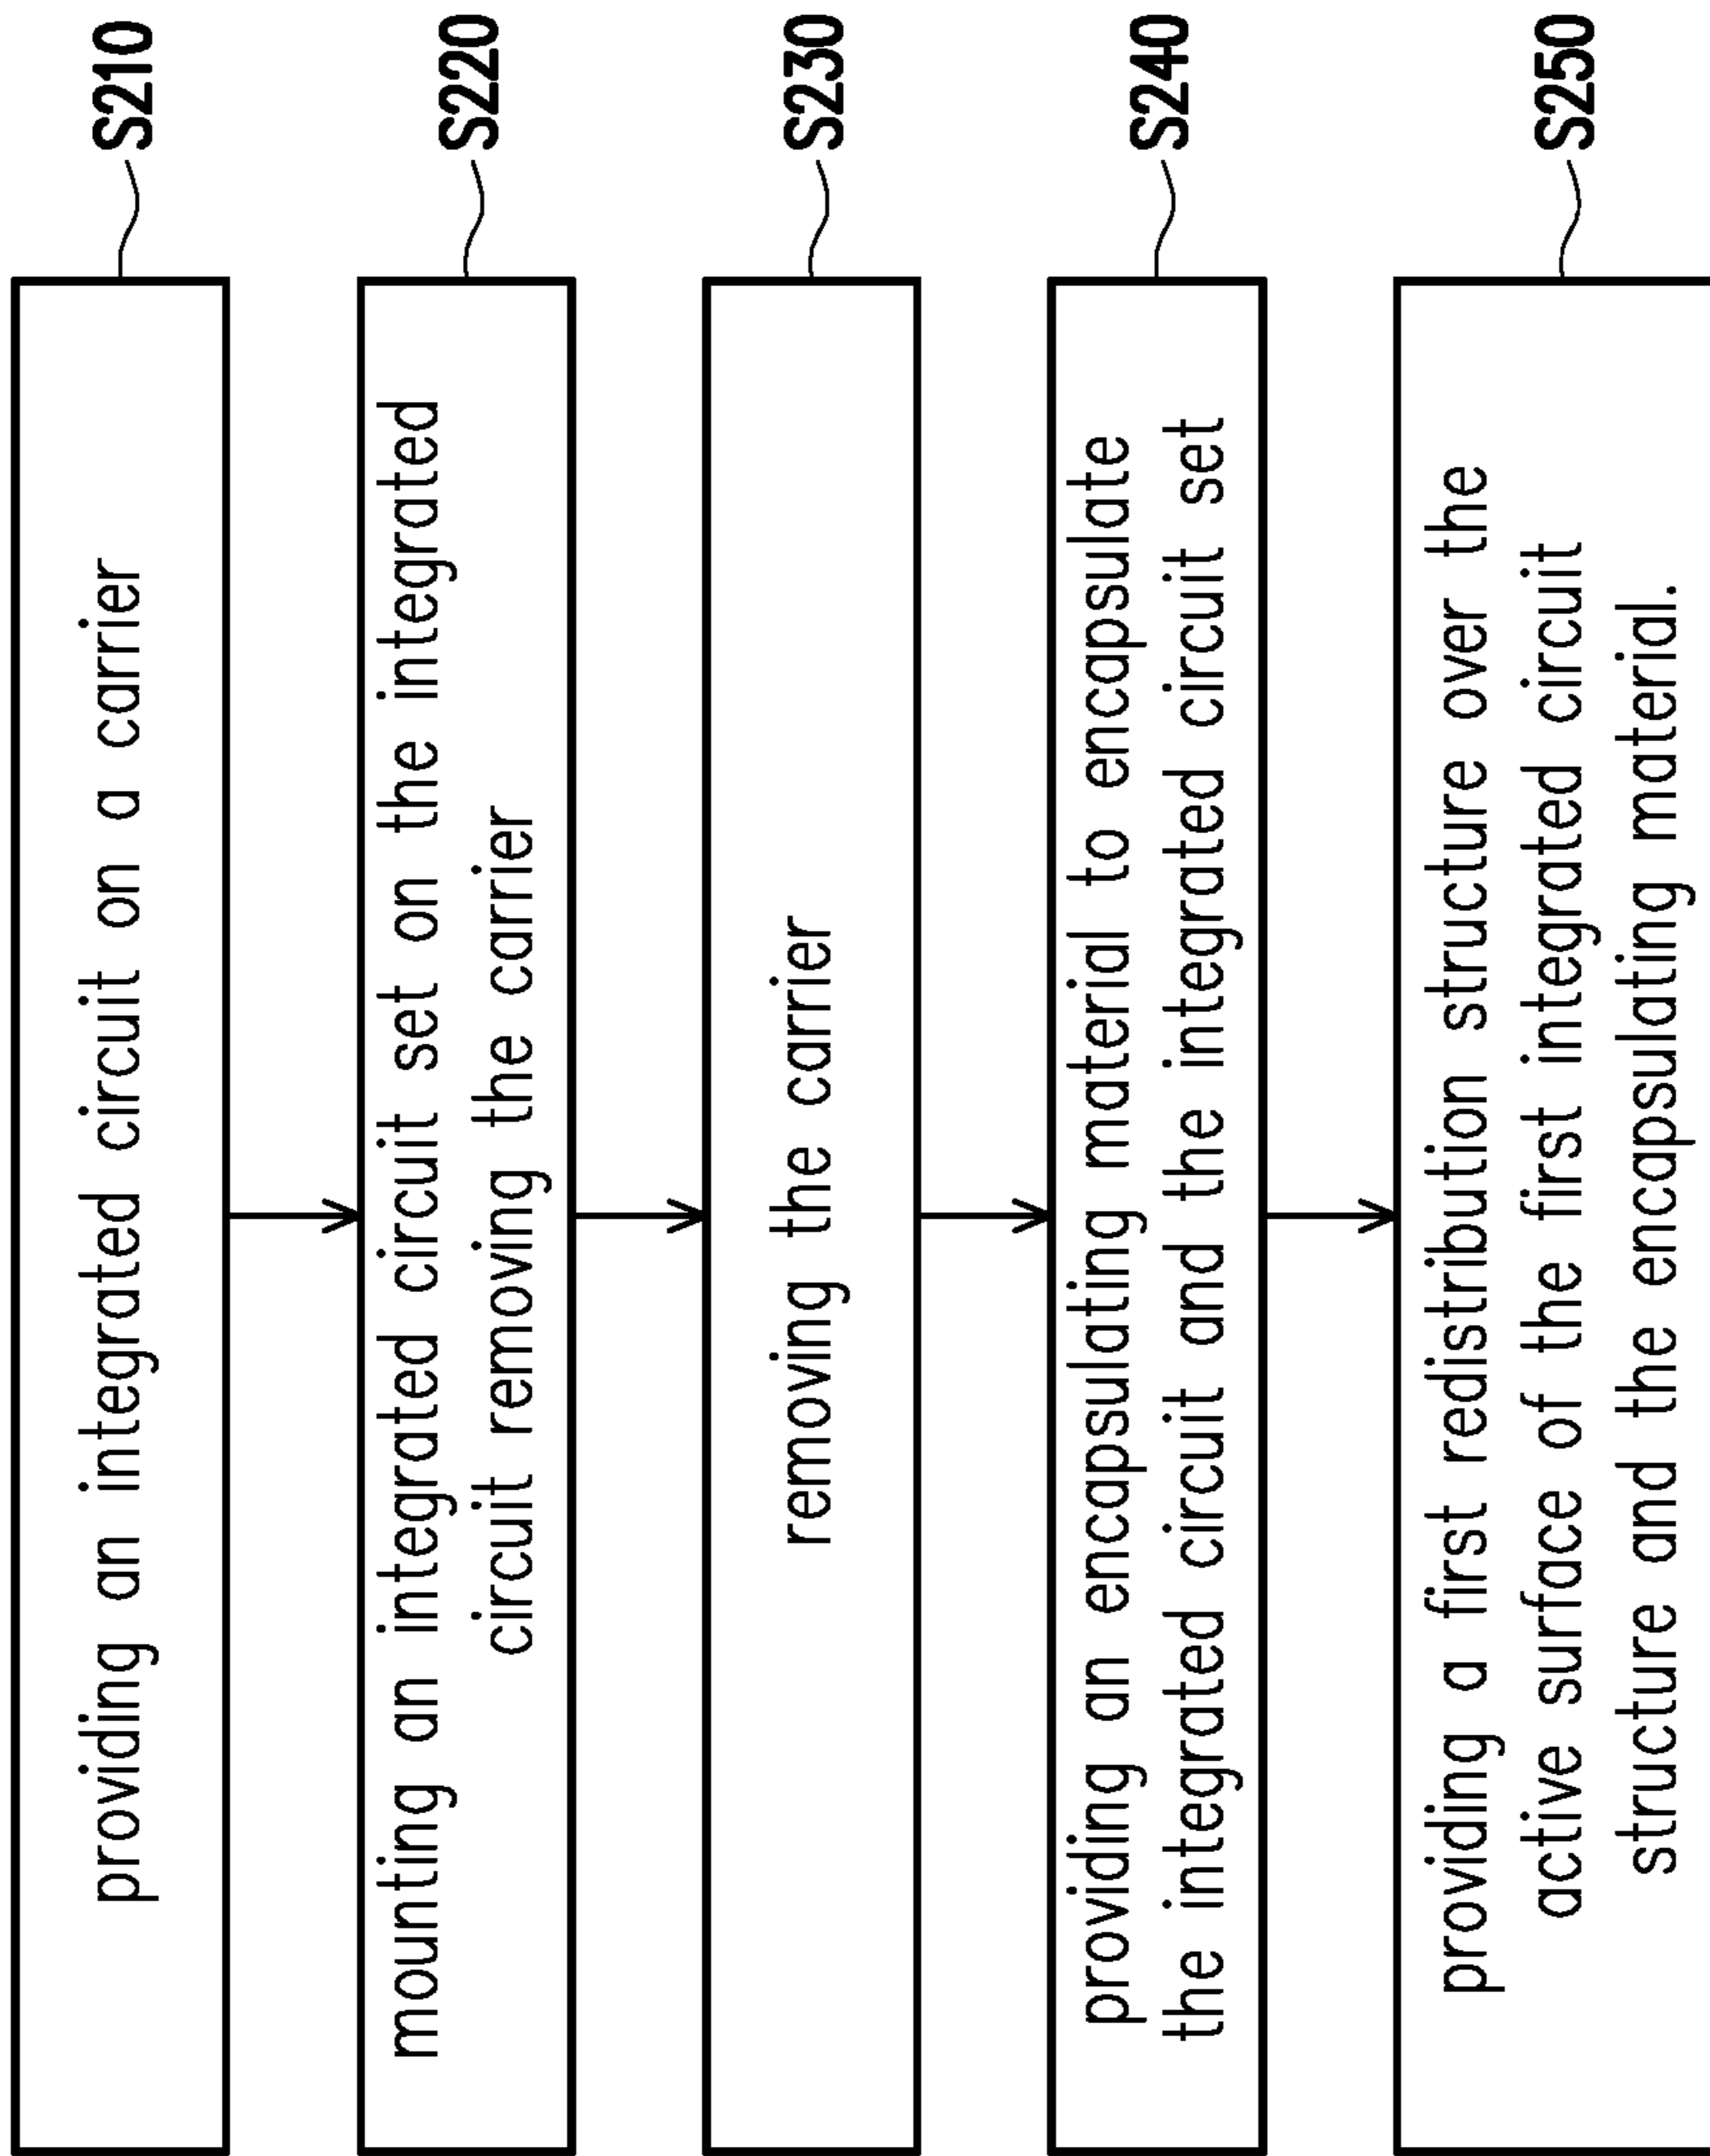 providing an integrated circuit on a carrier
S210
mounting an integrated circuit set on the integrated
circuit removing the carrier
S220
removing the carrier
S230
providing an encapsulating material to encapsulate
the integrated circuit and the integrated circuit set
S240
providing a first redistribution structure over the
active surface of the first integrated circuit
structure and the encapsulating material.
S250